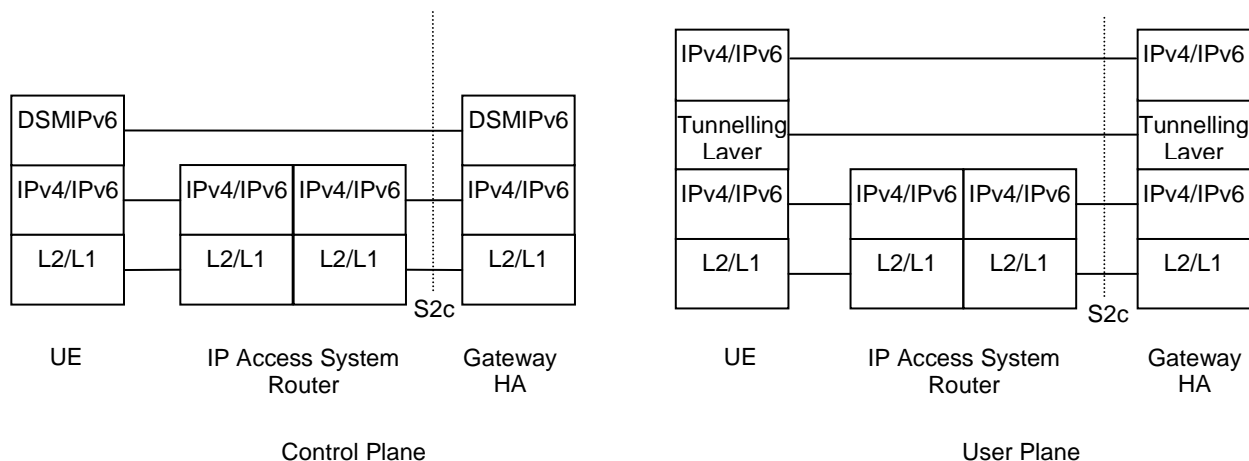 IPv4/IPv6 IPv4/IPv6
DSMIPv6 DSMIPv6 Tunnelling Layer Tunnelling Layer
IPv4/IPv6 IPv4/IPv6 IPv4/IPv6 IPv4/IPv6 IPv4/IPv6 IPv4/IPv6 IPv4/IPv6 IPv4/IPv6
L2/L1 L2/L1 L2/L1 L2/L1 L2/L1 L2/L1 L2/L1 L2/L1
S2c S2c
UE IP Access System Gateway UE IP Access System Gateway
Router HA Router HA
Control Plane User Plane